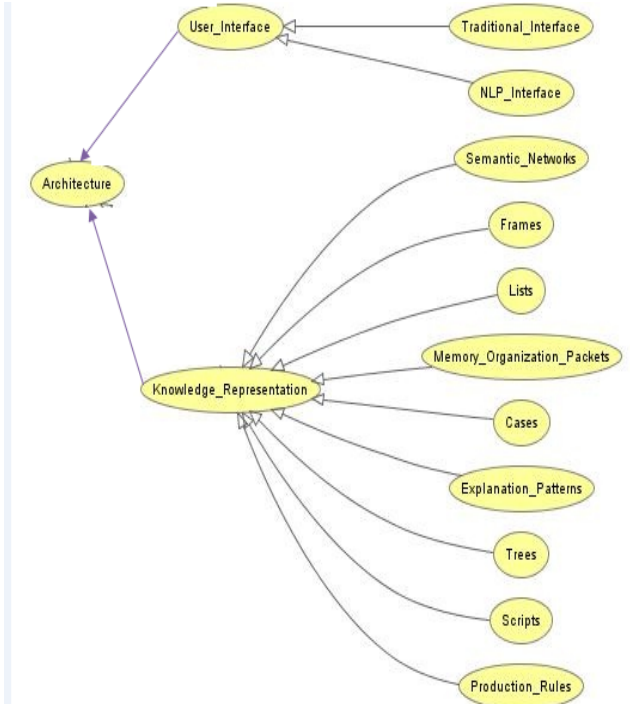 User_Interface
Traditional_Interface
NLP_Interface
Semantic_Networks
Architecture
Frames
Lists
Memory_Organization_Packets
Knowledge_Representation
Cases
Explanation_Patterns
Trees
Scripts
Production_Rules